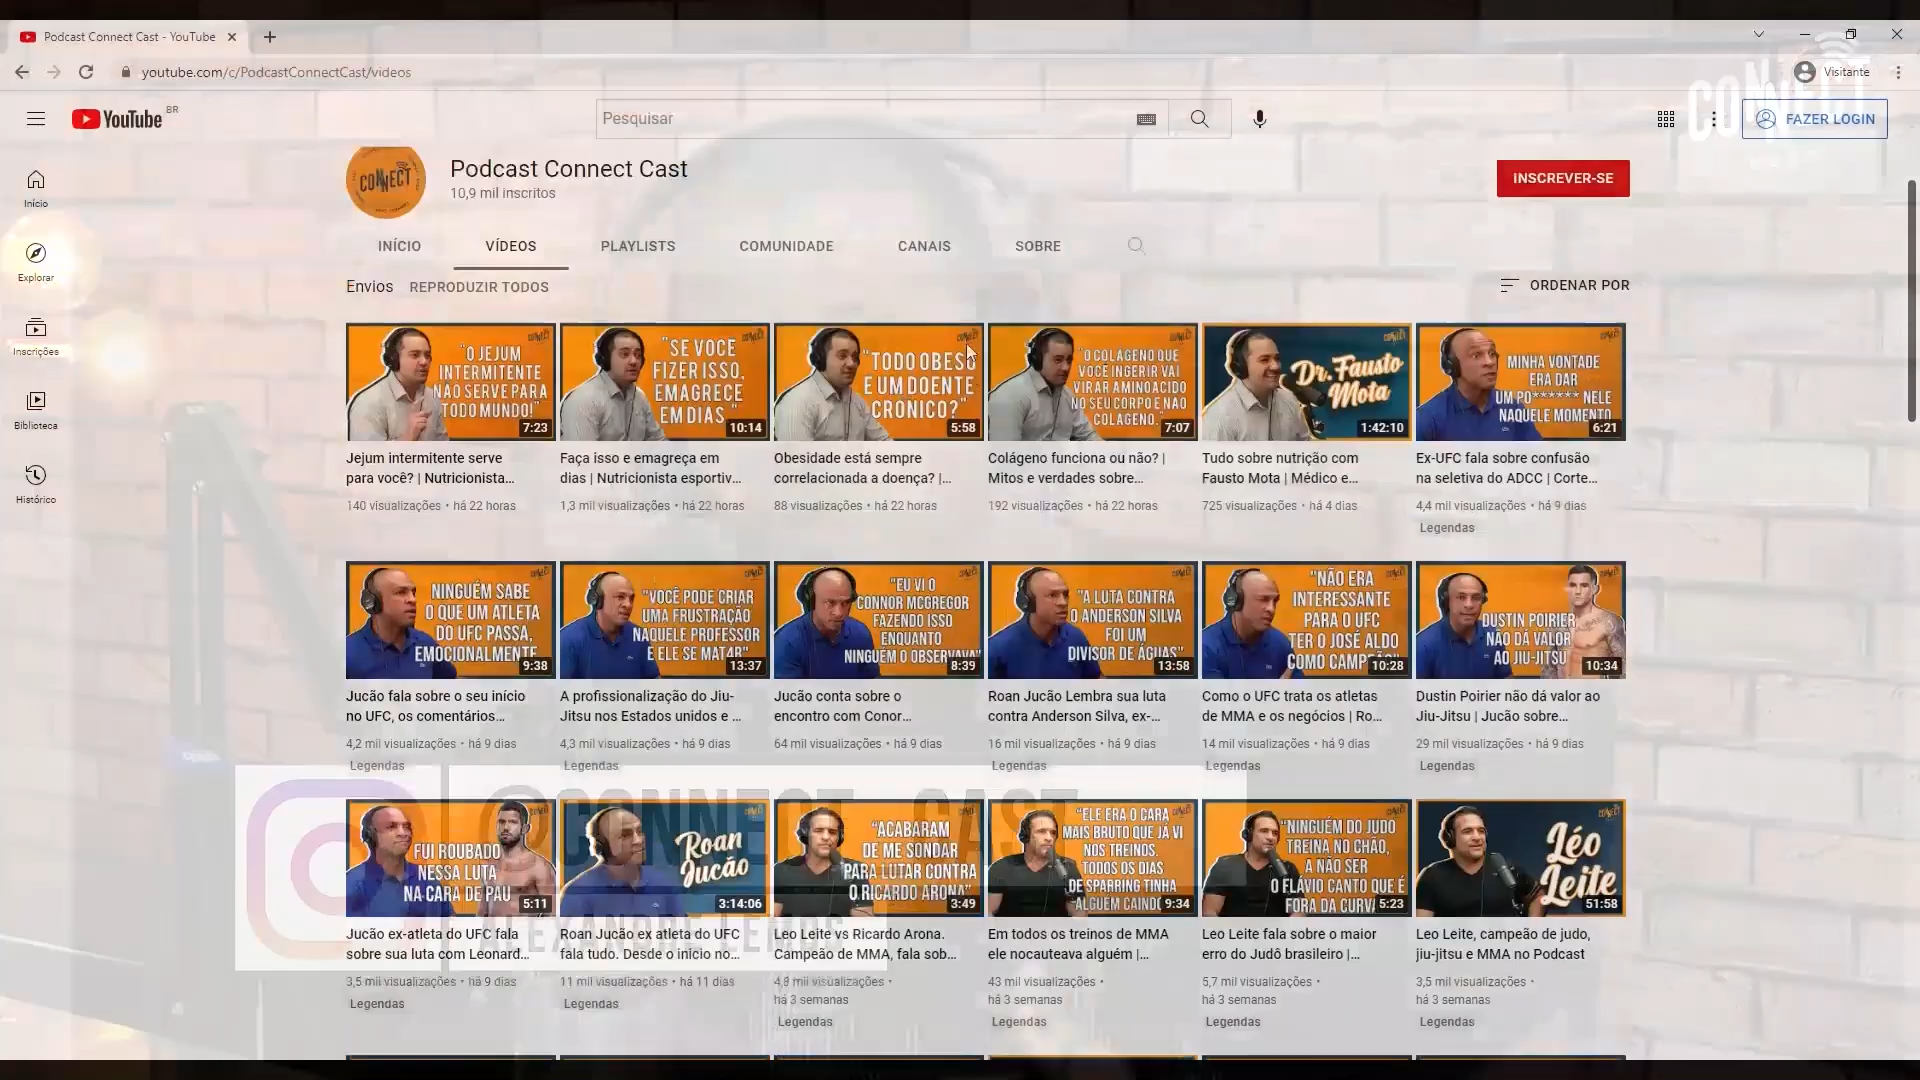 Podcast Connect Cast - YouTube
youtube.com/c/PodcastConnectCast/videos
Visitante
CONNECT
YouTube BR
Pesquisar
FAZER LOGIN
Início
Explorar
Inscrições
Biblioteca
Histórico
CONNECT
Podcast Connect Cast
10,9 mil inscritos
INSCREVER-SE
INÍCIO
VÍDEOS
PLAYLISTS
COMUNIDADE
CANAIS
SOBRE
Envios
REPRODUZIR TODOS
ORDENAR POR
"O JEJUM
INTERMITENTE
NÃO SERVE PARA
TODO MUNDO!"
7:23
Jejum intermitente serve
para você? | Nutricionista...
140 visualizações • há 22 horas
"SE VOCÊ
FIZER ISSO,
EMAGRECE
EM DIAS."
10:14
Faça isso e emagreça em
dias | Nutricionista esportiv...
1,3 mil visualizações • há 22 horas
"TODO OBESO
É UM DOENTE
CRÔNICO?"
5:58
Obesidade está sempre
correlacionada a doença? |...
88 visualizações • há 22 horas
"O COLÁGENO QUE
VOCÊ INGERIR VAI
VIRAR AMINOÁCIDO
NO SEU CORPO E NÃO
COLÁGENO."
7:07
Colágeno funciona ou não? |
Mitos e verdades sobre...
192 visualizações • há 22 horas
Dr. Fausto
Mota
1:42:10
Tudo sobre nutrição com
Fausto Mota | Médico e...
725 visualizações • há 4 dias
MINHA VONTADE
ERA DAR
UM PO****** NELE
NAQUELE MOMENTO
6:21
Ex-UFC fala sobre confusão
na seletiva do ADCC | Corte...
4,4 mil visualizações • há 9 dias
Legendas
NINGUÉM SABE
O QUE UM ATLETA
DO UFC PASSA,
EMOCIONALMENTE
9:38
Jucão fala sobre o seu início
no UFC, os comentários...
4,2 mil visualizações • há 9 dias
Legendas
"VOCÊ PODE CRIAR
UMA FRUSTRAÇÃO
NAQUELE PROFESSOR
E ELE SE MAT4R"
13:37
A profissionalização do Jiu-
Jitsu nos Estados unidos e ...
4,3 mil visualizações • há 9 dias
Legendas
"EU VI O
CONNOR MCGREGOR
FAZENDO ISSO
ENQUANTO
NINGUÉM O OBSERVAVA"
8:39
Jucão conta sobre o
encontro com Conor...
64 mil visualizações • há 9 dias
"A LUTA CONTRA
O ANDERSON SILVA
FOI UM
DIVISOR DE ÁGUAS"
13:58
Roan Jucão Lembra sua luta
contra Anderson Silva, ex-...
16 mil visualizações • há 9 dias
Legendas
"NÃO ERA
INTERESSANTE
PARA O UFC
TER O JOSÉ ALDO
COMO CAMPEÃO"
10:28
Como o UFC trata os atletas
de MMA e os negócios | Ro...
14 mil visualizações • há 9 dias
Legendas
DUSTIN POIRIER
NÃO DÁ VALOR
AO JIU-JITSU
10:34
Dustin Poirier não dá valor ao
Jiu-Jitsu | Jucão sobre...
29 mil visualizações • há 9 dias
Legendas
@CONNECT_CAST
ALEXANDRE LEMOS
FUI ROUBADO
NESSA LUTA
NA CARA DE PAU
5:11
Jucão ex-atleta do UFC fala
sobre sua luta com Leonard...
3,5 mil visualizações • há 9 dias
Legendas
Roan
Jucão
3:14:06
Roan Jucão ex atleta do UFC
fala tudo. Desde o inicio no...
11 mil visualizações • há 11 dias
Legendas
"ACABARAM
DE ME SONDAR
PARA LUTAR CONTRA
O RICARDO ARONA"
3:49
Leo Leite vs Ricardo Arona.
Campeão de MMA, fala sob...
4,8 mil visualizações •
há 3 semanas
Legendas
"ELE ERA O CARA
MAIS BRUTO QUE JÁ VI
NOS TREINOS.
TODOS OS DIAS
DE SPARRING TINHA
ALGUÉM CAINDO
9:34
Em todos os treinos de MMA
ele nocauteava alguém |...
43 mil visualizações •
há 3 semanas
Legendas
"NINGUÉM DO JUDÔ
TREINA NO CHÃO,
A NÃO SER
O FLÁVIO CANTO QUE É
FORA DA CURVA
5:23
Leo Leite fala sobre o maior
erro do Judô brasileiro |...
5,7 mil visualizações •
há 3 semanas
Legendas
Léo
Leite
51:58
Leo Leite, campeão de judo,
jiu-jitsu e MMA no Podcast
3,5 mil visualizações •
há 3 semanas
Legendas